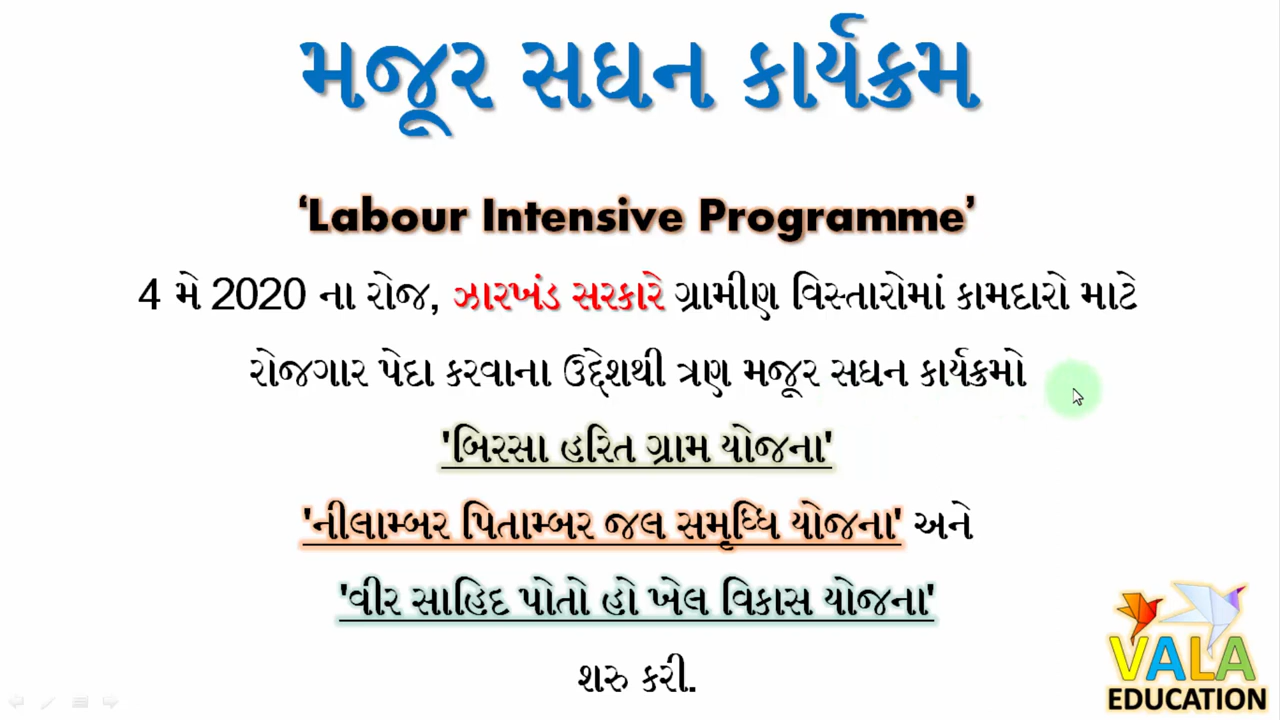 મજૂર સઘન કાર્યક્રમ
‘Labour Intensive Programme’
4 મે 2020 ના રોજ, ઝારખંડ સરકારે ગ્રામીણ વિસ્તારોમાં કામદારો માટે
રોજગાર પેદા કરવાના ઉદ્દેશથી ત્રણ મજૂર સઘન કાર્યક્રમો
'બિરસા હરિત ગ્રામ યોજના'
'નીલામ્બર પિતામ્બર જલ સમૃધ્ધિ યોજના' અને
'વીર સાહિદ પોતો હો ખેલ વિકાસ યોજના'
શરુ કરી.
VALA
EDUCATION